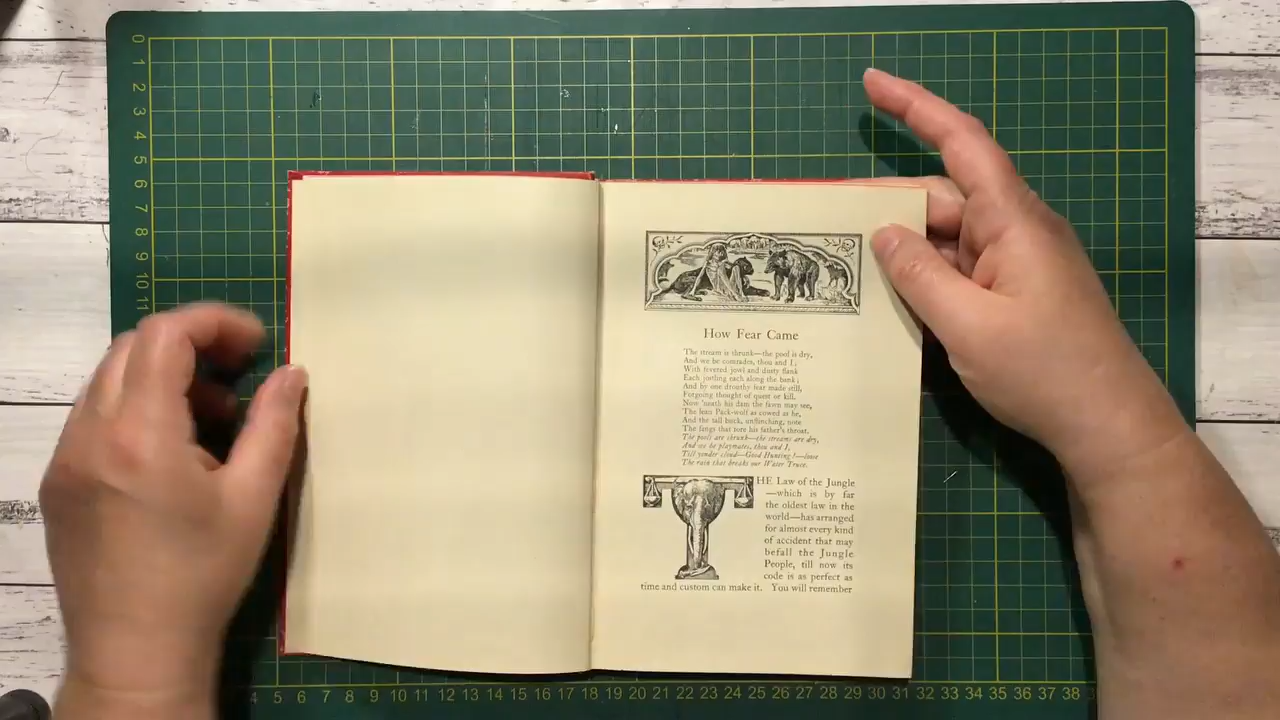 0
1
2
3
4
5
6
7
8
9
10
11
How Fear Came
The stream is shrunk—the pool is dry,
And we be comrades, thou and I;
With fevered jowl and dusty flank
Each jostling each along the bank;
And by one drouthy fear made still,
Forgoing thought of quest or kill.
Now 'neath his dam the fawn may see,
The lean Pack-wolf as cowed as he,
And the tall buck, unflinching, note
The fangs that tore his father's throat.
The pools are shrunk—the streams are dry,
And we be playmates, thou and I,
Till yonder cloud—Good Hunting!—loose
The rain that breaks our Water Truce.
THE Law of the Jungle
—which is by far
the oldest law in the
world—has arranged
for almost every kind
of accident that may
befall the Jungle
People, till now its
code is as perfect as
time and custom can make it. You will remember
4 5 6 7 8 9 10 11 12 13 14 15 16 17 18 19 20 21 22 23 24 25 26 27 28 29 30 31 32 33 34 35 36 37 38